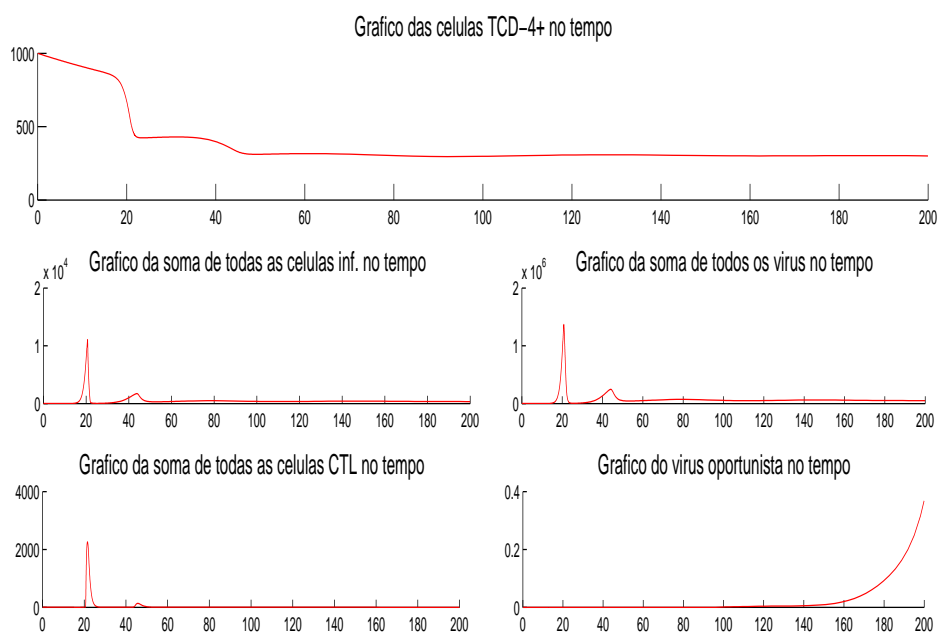 Grafico das celulas TCD−4+ no tempo
1000
500
0
0 20 40 60 80 100 120 140 160 180 200
Grafico da soma de todas as celulas inf. no tempo
x 10^4
2
1
0
0 20 40 60 80 100 120 140 160 180 200
Grafico da soma de todos os virus no tempo
x 10^6
2
1
0
0 20 40 60 80 100 120 140 160 180 200
Grafico da soma de todas as celulas CTL no tempo
4000
2000
0
0 20 40 60 80 100 120 140 160 180 200
Grafico do virus oportunista no tempo
0.4
0.2
0
0 20 40 60 80 100 120 140 160 180 200